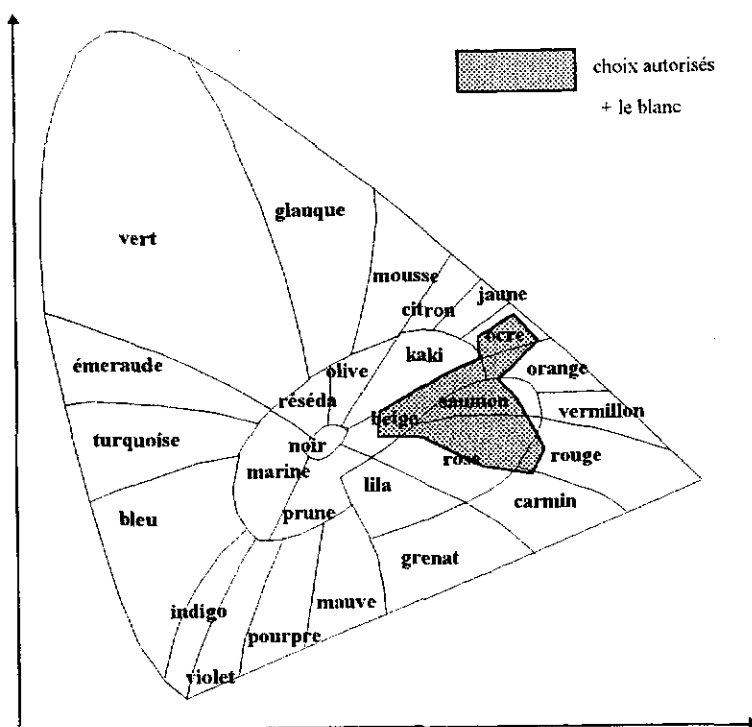 choix autorisés
+ le blanc
glauque
vert
mousse
jaune
citron
ocre
kaki
orange
olive
émeraude
réséda
saumon
vermillon
beige
turquoise
noir
rose
rouge
marine
lila
carmin
bleu
prune
grenat
indigo
mauve
pourpre
violet